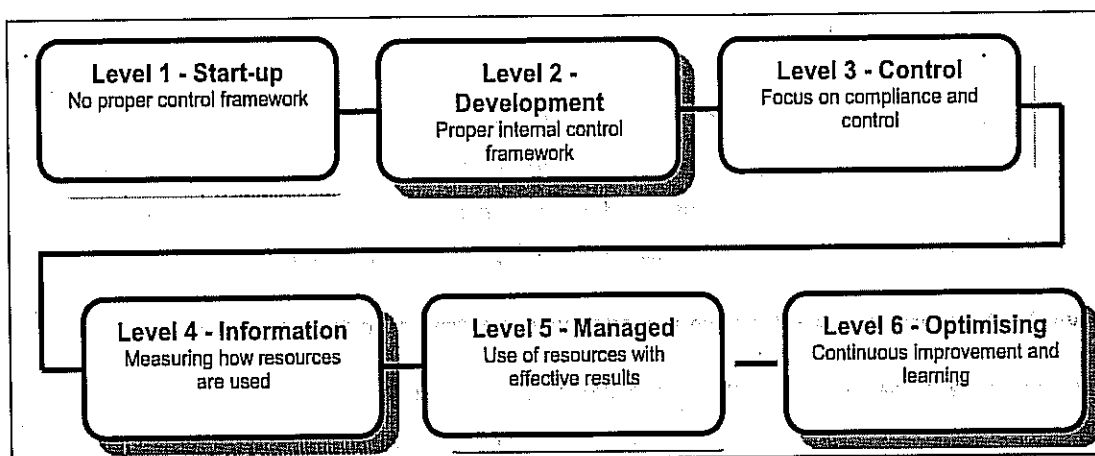 Level 1 - Start-up
No proper control framework
Level 2 -
Development
Proper internal control
framework
Level 3 - Control
Focus on compliance and
control
Level 4 - Information
Measuring how resources
are used
Level 5 - Managed
Use of resources with
effective results
Level 6 - Optimising
Continuous improvement and
learning